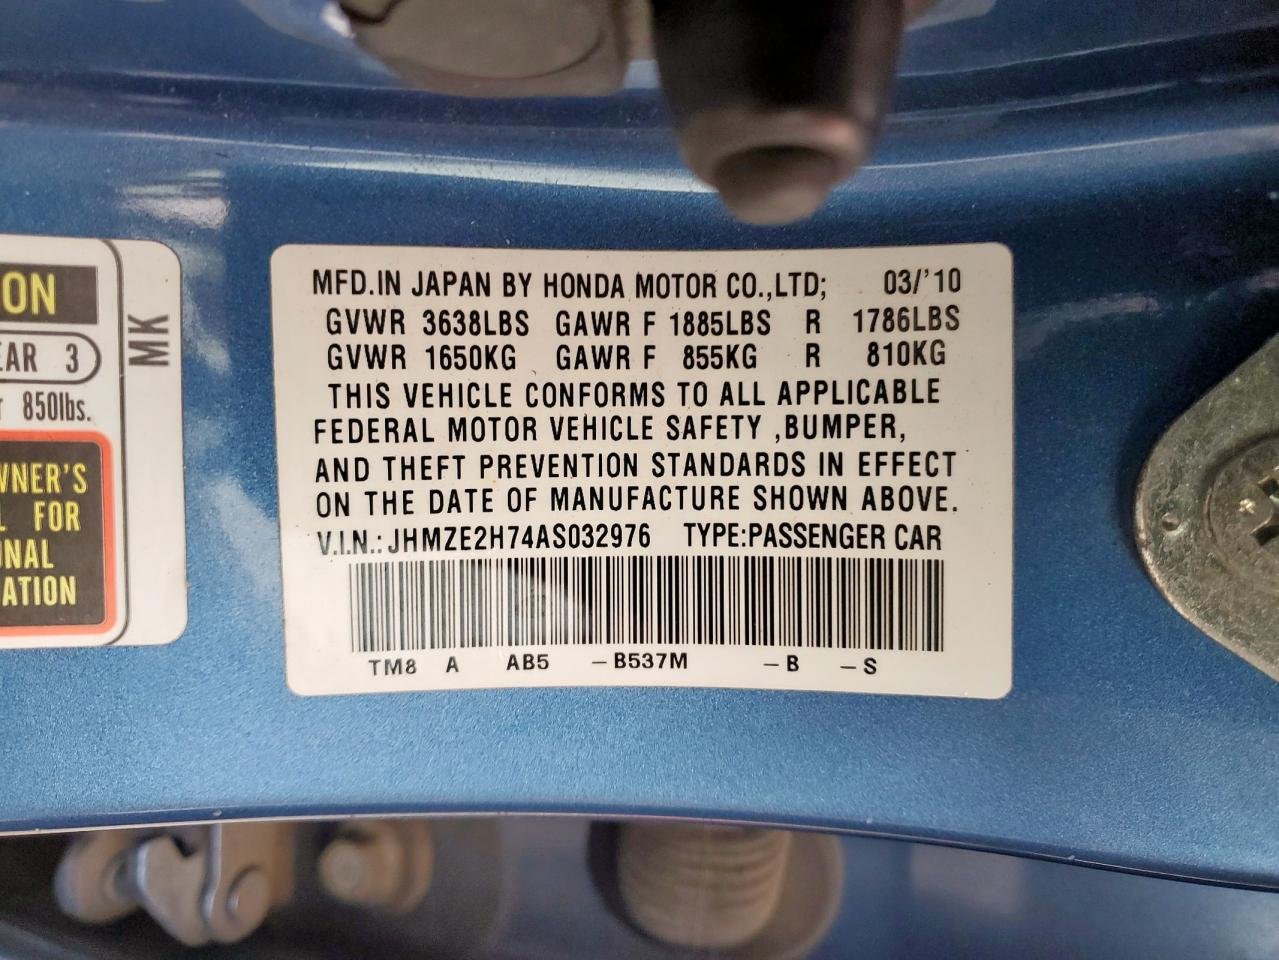 ON
EAR 3
850lbs.
WNER'S
FOR
ONAL
ATION
MK
MFD.IN JAPAN BY HONDA MOTOR CO.,LTD; 03/'10
GVWR 3638LBS GAWR F 1885LBS R 1786LBS
GVWR 1650KG GAWR F 855KG R 810KG
THIS VEHICLE CONFORMS TO ALL APPLICABLE
FEDERAL MOTOR VEHICLE SAFETY ,BUMPER,
AND THEFT PREVENTION STANDARDS IN EFFECT
ON THE DATE OF MANUFACTURE SHOWN ABOVE.
V.I.N.: JHMZE2H74AS032976 TYPE:PASSENGER CAR
TM8 A AB5 – B537M – B – S